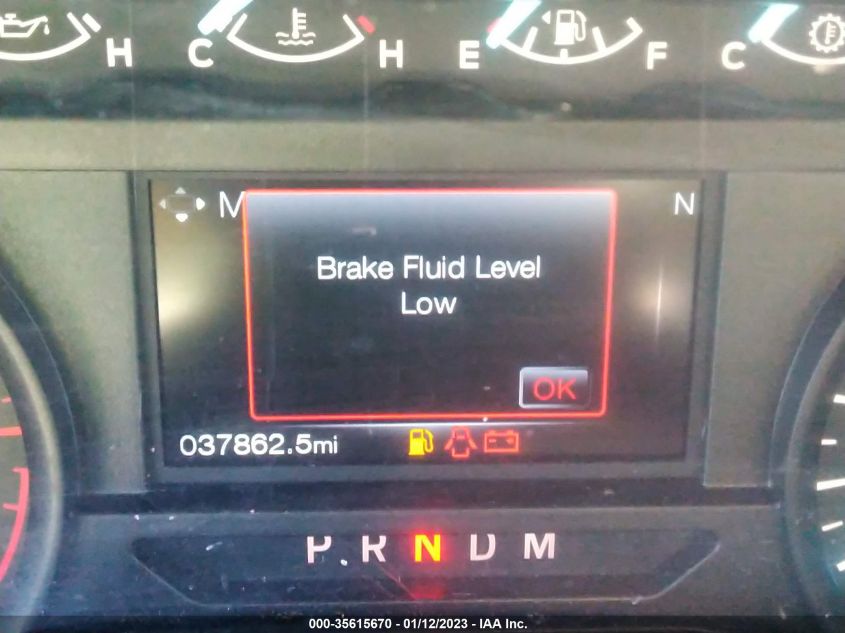 H C H E F C
M N
Brake Fluid Level
Low
OK
037862.5mi
P R N D M
000-35615670 - 01/12/2023 - IAA Inc.